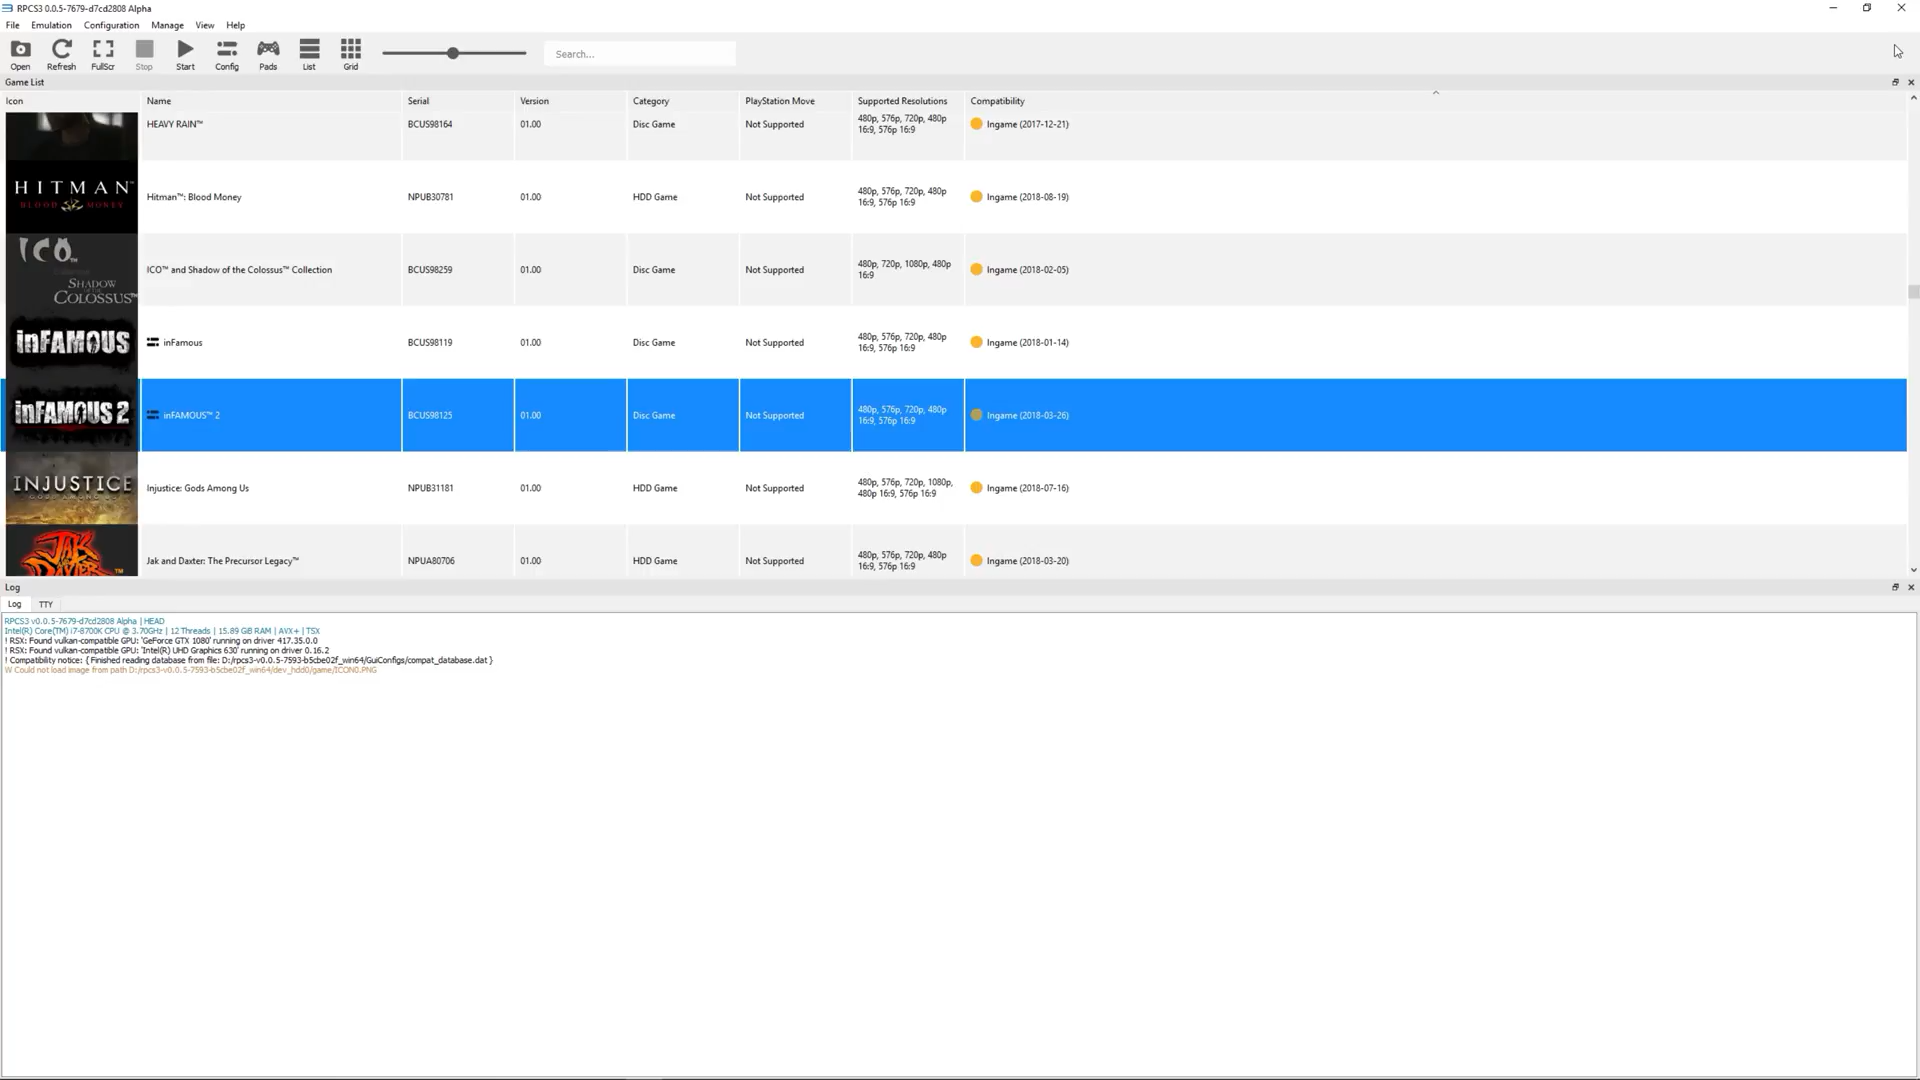 RPCS3 0.0.5-7679-d7cd2808 Alpha
File Emulation Configuration Manage View Help
Open Refresh FullScr Stop Start Config Pads List Grid Search...
Game List
Icon Name Serial Version Category PlayStation Move Supported Resolutions Compatibility
HEAVY RAIN™ BCUS98164 01.00 Disc Game Not Supported 480p, 576p, 720p, 480p Ingame (2017-12-21)
16:9, 576p 16:9
HITMAN™
BLOOD MONEY
Hitman™: Blood Money NPUB30781 01.00 HDD Game Not Supported 480p, 576p, 720p, 480p Ingame (2018-08-19)
16:9, 576p 16:9
ICO™
SHADOW
COLOSSUS™
ICO™ and Shadow of the Colossus™ Collection BCUS98259 01.00 Disc Game Not Supported 480p, 720p, 1080p, 480p Ingame (2018-02-05)
16:9
inFAMOUS
inFamous BCUS98119 01.00 Disc Game Not Supported 480p, 576p, 720p, 480p Ingame (2018-01-14)
16:9, 576p 16:9
inFAMOUS 2
inFAMOUS™ 2 BCUS98125 01.00 Disc Game Not Supported 480p, 576p, 720p, 480p Ingame (2018-03-26)
16:9, 576p 16:9
INJUSTICE
GODS AMONG US
Injustice: Gods Among Us NPUB31181 01.00 HDD Game Not Supported 480p, 576p, 720p, 1080p, Ingame (2018-07-16)
480p 16:9, 576p 16:9
JAK
DAXTER™
Jak and Daxter: The Precursor Legacy™ NPUA80706 01.00 HDD Game Not Supported 480p, 576p, 720p, 480p Ingame (2018-03-20)
16:9, 576p 16:9
Log
Log TTY
RPCS3 v0.0.5-7679-d7cd2808 Alpha | HEAD
Intel(R) Core(TM) i7-8700K CPU @ 3.70GHz | 12 Threads | 15.89 GiB RAM | AVX+ | TSX
! RSX: Found vulkan-compatible GPU: 'GeForce GTX 1080' running on driver 417.35.0.0
! RSX: Found vulkan-compatible GPU: 'Intel(R) UHD Graphics 630' running on driver 0.16.2
! Compatibility notice: { Finished reading database from file: D:/rpcs3-v0.0.5-7593-b5cbe02f_win64/GuiConfigs/compat_database.dat }
W Could not load image from path D:/rpcs3-v0.0.5-7593-b5cbe02f_win64/dev_hdd0/game/ICON0.PNG